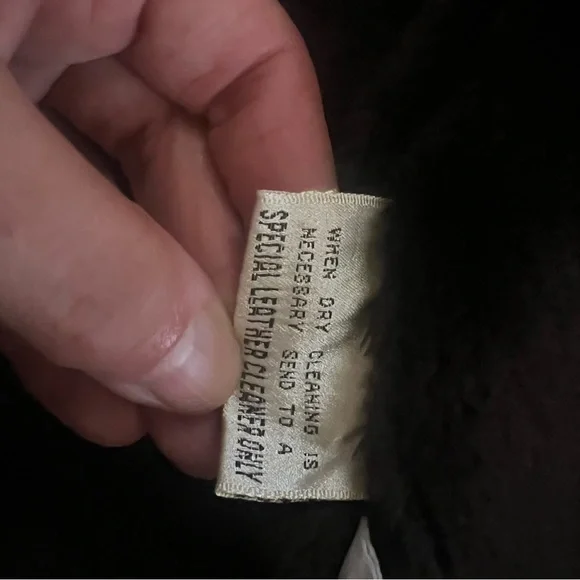 WHEN DRY CLEANING IS
NECESSARY SEND TO A
SPECIAL LEATHER CLEANER ONLY